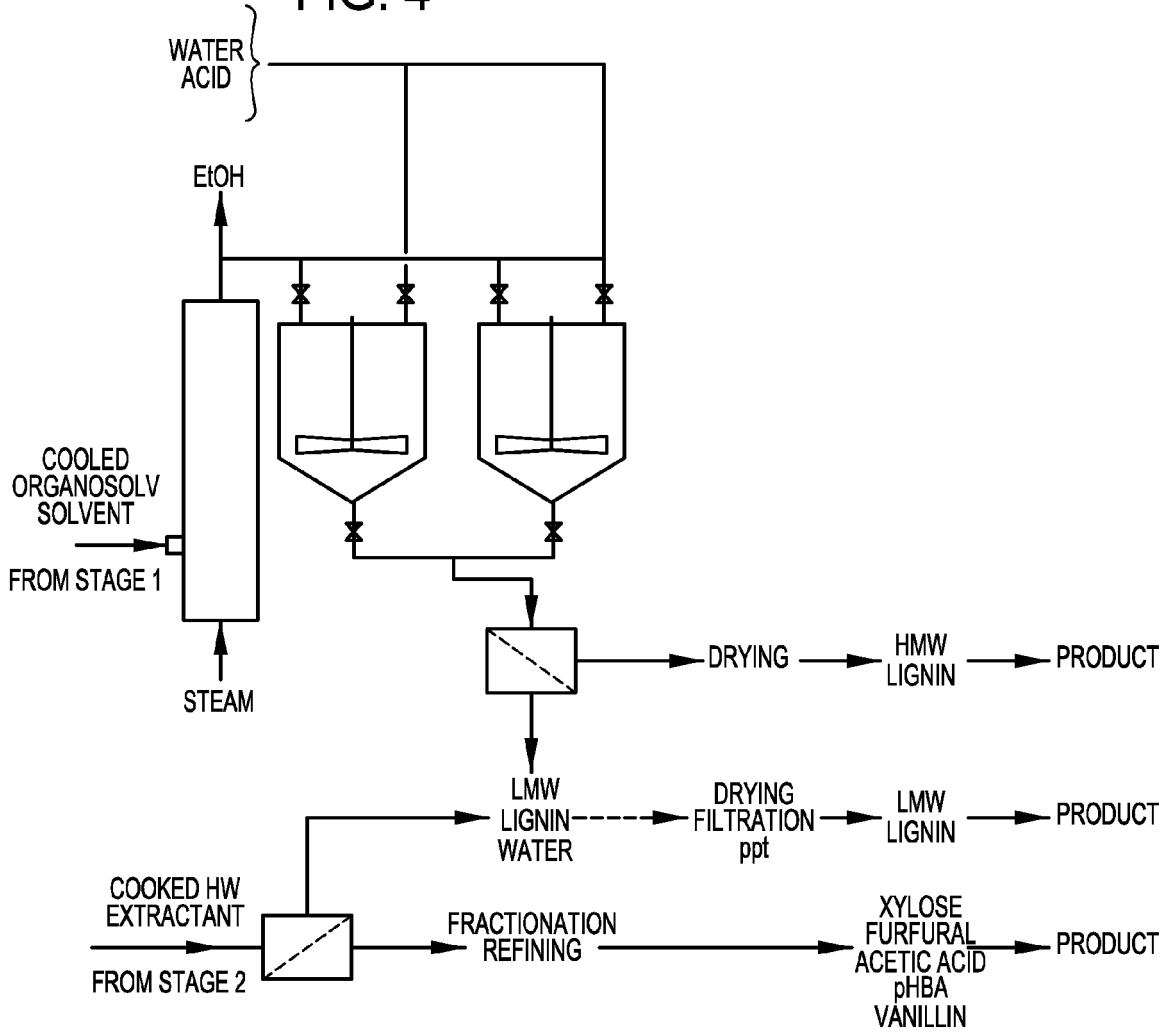 FIG. 4
WATER
ACID
EtOH
COOLED
ORGANOSOLV
SOLVENT
FROM STAGE 1
STEAM
DRYING
HMW
LIGNIN
PRODUCT
LMW
LIGNIN
WATER
DRYING
FILTRATION
ppt
LMW
LIGNIN
PRODUCT
COOKED HW
EXTRACTANT
FROM STAGE 2
FRACTIONATION
REFINING
XYLOSE
FURFURAL
ACETIC ACID
pHBA
VANILLIN
PRODUCT